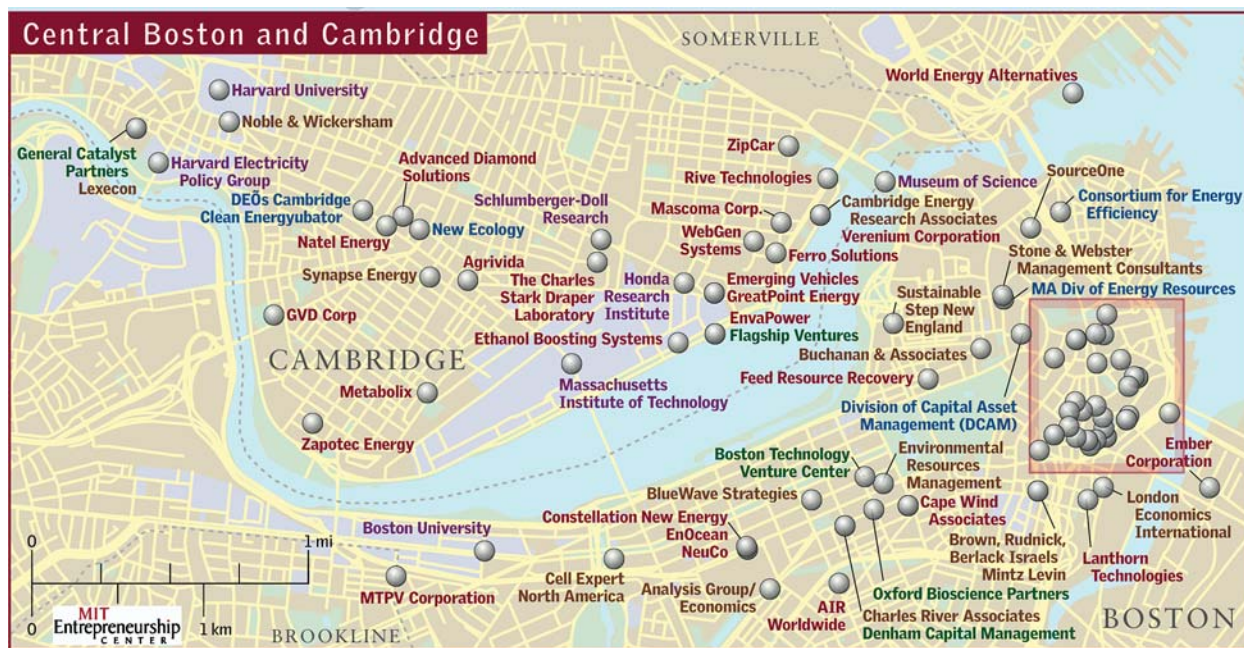 Central Boston and Cambridge
SOMERVILLE
World Energy Alternatives
Harvard University
Noble & Wickersham
General Catalyst
Partners
Lexecon
Harvard Electricity
Policy Group
Advanced Diamond
Solutions
DEÕs Cambridge
Clean Energyubator
Natel Energy
New Ecology
Schlumberger-Doll
Research
ZipCar
Rive Technologies
Museum of Science
Mascoma Corp.
Cambridge Energy
Research Associates
Verenium Corporation
WebGen
Systems
Ferro Solutions
SourceOne
Consortium for Energy
Efficiency
Stone & Webster
Management Consultants
MA Div of Energy Resources
Synapse Energy
Agrivida
The Charles
Stark Draper
Laboratory
Honda
Research
Institute
Emerging Vehicles
GreatPoint Energy
EnvaPower
Flagship Ventures
Sustainable
Step New
England
GVD Corp
CAMBRIDGE
Ethanol Boosting Systems
Buchanan & Associates
Massachusetts
Institute of Technology
Feed Resource Recovery
Metabolix
Zapotec Energy
Division of Capital Asset
Management (DCAM)
Ember
Corporation
Boston Technology
Venture Center
Environmental
Resources
Management
BlueWave Strategies
Cape Wind
Associates
London
Economics
International
Constellation New Energy
EnOcean
NeuCo
Boston University
Brown, Rudnick,
Berlack Israels
Mintz Levin
Lanthorn
Technologies
0
1 mi
MTPV Corporation
Cell Expert
North America
Analysis Group/
Economics
AIR
Worldwide
Oxford Bioscience Partners
Charles River Associates
Denham Capital Management
BOSTON
BROOKLINE
0
1 km
MIT
Entrepreneurship
CENTER